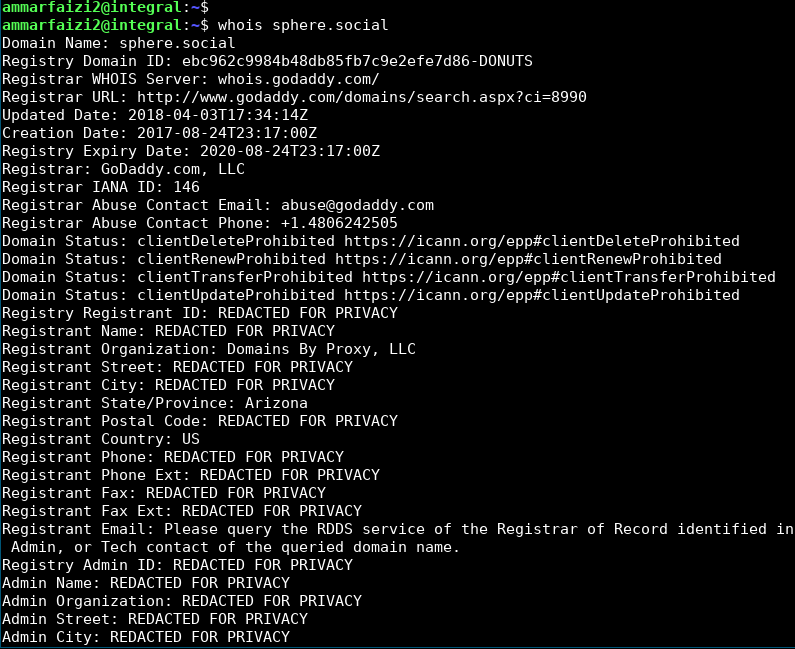 ammarfaizi2@integral:~$
ammarfaizi2@integral:~$ whois sphere.social
Domain Name: sphere.social
Registry Domain ID: ebc962c9984b48db85fb7c9e2efe7d86-DONUTS
Registrar WHOIS Server: whois.godaddy.com/
Registrar URL: http://www.godaddy.com/domains/search.aspx?ci=8990
Updated Date: 2018-04-03T17:34:14Z
Creation Date: 2017-08-24T23:17:00Z
Registry Expiry Date: 2020-08-24T23:17:00Z
Registrar: GoDaddy.com, LLC
Registrar IANA ID: 146
Registrar Abuse Contact Email: abuse@godaddy.com
Registrar Abuse Contact Phone: +1.4806242505
Domain Status: clientDeleteProhibited https://icann.org/epp#clientDeleteProhibited
Domain Status: clientRenewProhibited https://icann.org/epp#clientRenewProhibited
Domain Status: clientTransferProhibited https://icann.org/epp#clientTransferProhibited
Domain Status: clientUpdateProhibited https://icann.org/epp#clientUpdateProhibited
Registry Registrant ID: REDACTED FOR PRIVACY
Registrant Name: REDACTED FOR PRIVACY
Registrant Organization: Domains By Proxy, LLC
Registrant Street: REDACTED FOR PRIVACY
Registrant City: REDACTED FOR PRIVACY
Registrant State/Province: Arizona
Registrant Postal Code: REDACTED FOR PRIVACY
Registrant Country: US
Registrant Phone: REDACTED FOR PRIVACY
Registrant Phone Ext: REDACTED FOR PRIVACY
Registrant Fax: REDACTED FOR PRIVACY
Registrant Fax Ext: REDACTED FOR PRIVACY
Registrant Email: Please query the RDDS service of the Registrar of Record identified in
Admin, or Tech contact of the queried domain name.
Registry Admin ID: REDACTED FOR PRIVACY
Admin Name: REDACTED FOR PRIVACY
Admin Organization: REDACTED FOR PRIVACY
Admin Street: REDACTED FOR PRIVACY
Admin City: REDACTED FOR PRIVACY